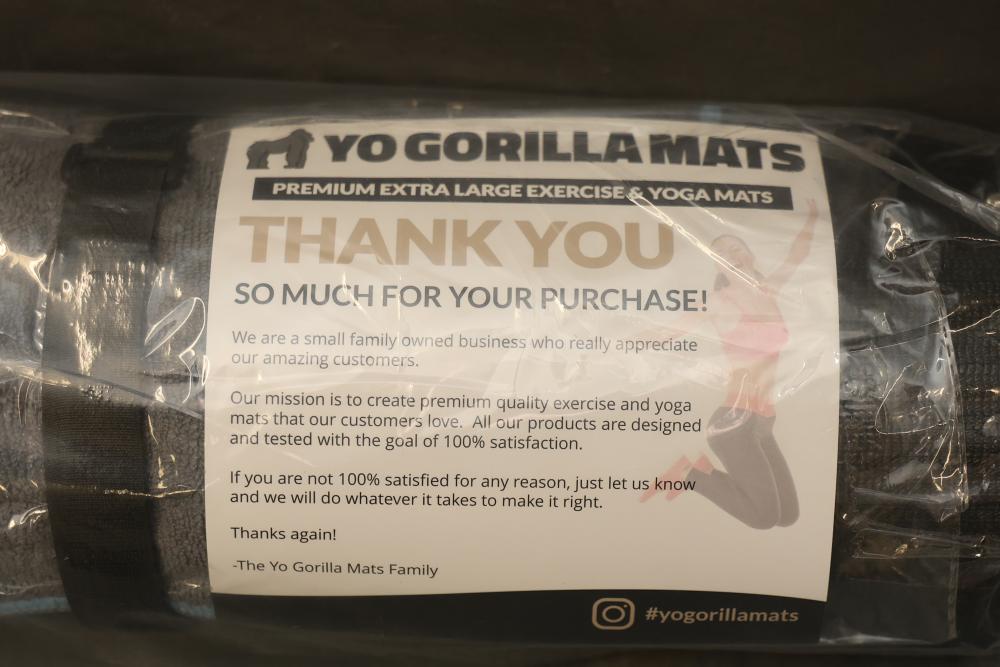 YO GORILLA MATS
PREMIUM EXTRA LARGE EXERCISE & YOGA MATS
THANK YOU
SO MUCH FOR YOUR PURCHASE!
We are a small family owned business who really appreciate
our amazing customers.
Our mission is to create premium quality exercise and yoga
mats that our customers love. All our products are designed
and tested with the goal of 100% satisfaction.
If you are not 100% satisfied for any reason, just let us know
and we will do whatever it takes to make it right.
Thanks again!
-The Yo Gorilla Mats Family
#yogorillamats